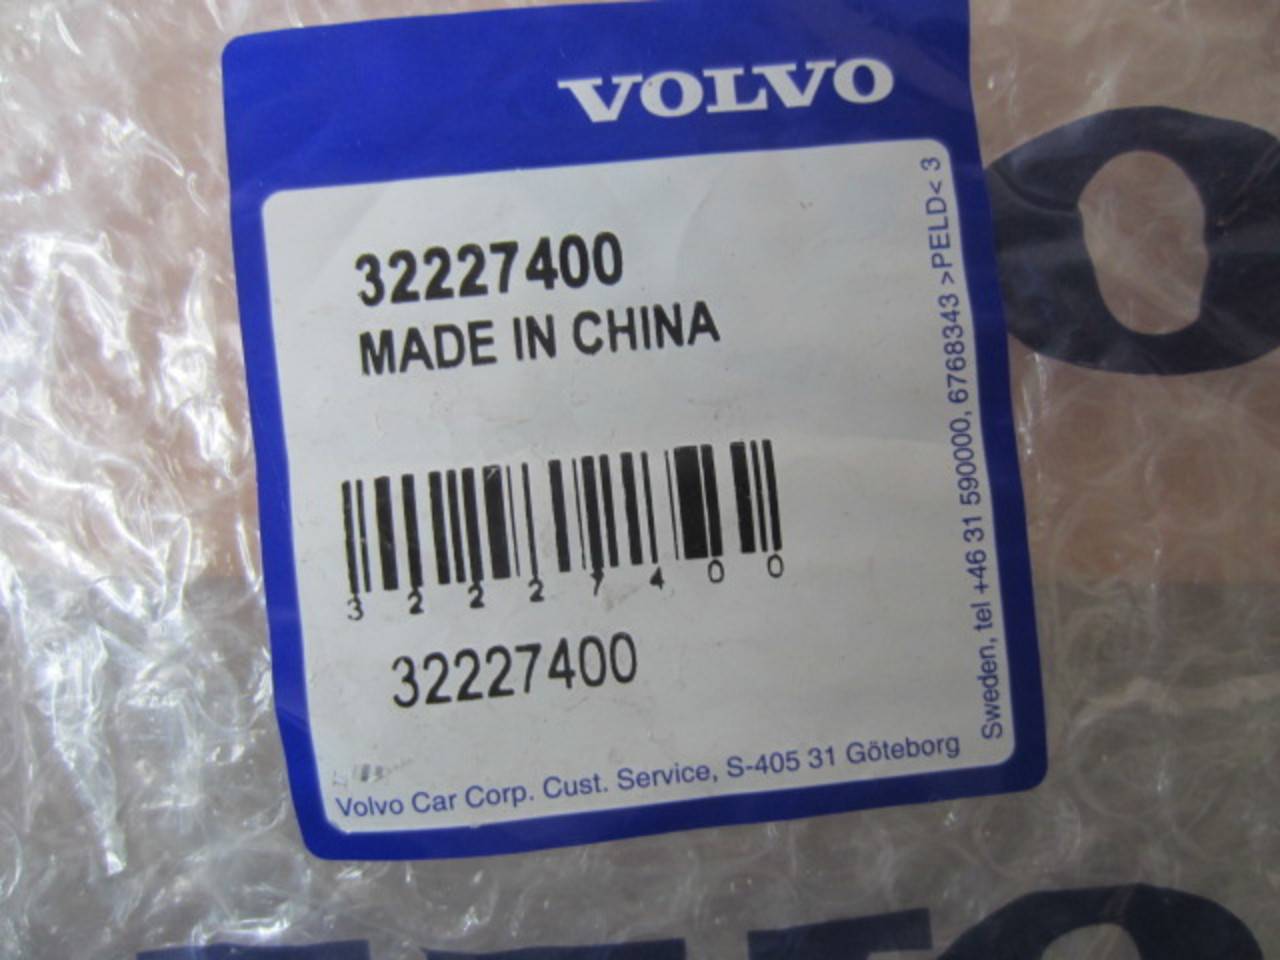 VOLVO
32227400
MADE IN CHINA
3 2 2 2 7 4 0 0
32227400
Volvo Car Corp. Cust. Service, S-405 31 Göteborg
Sweden, tel +46 31 590000, 6768343 >PELD< 3